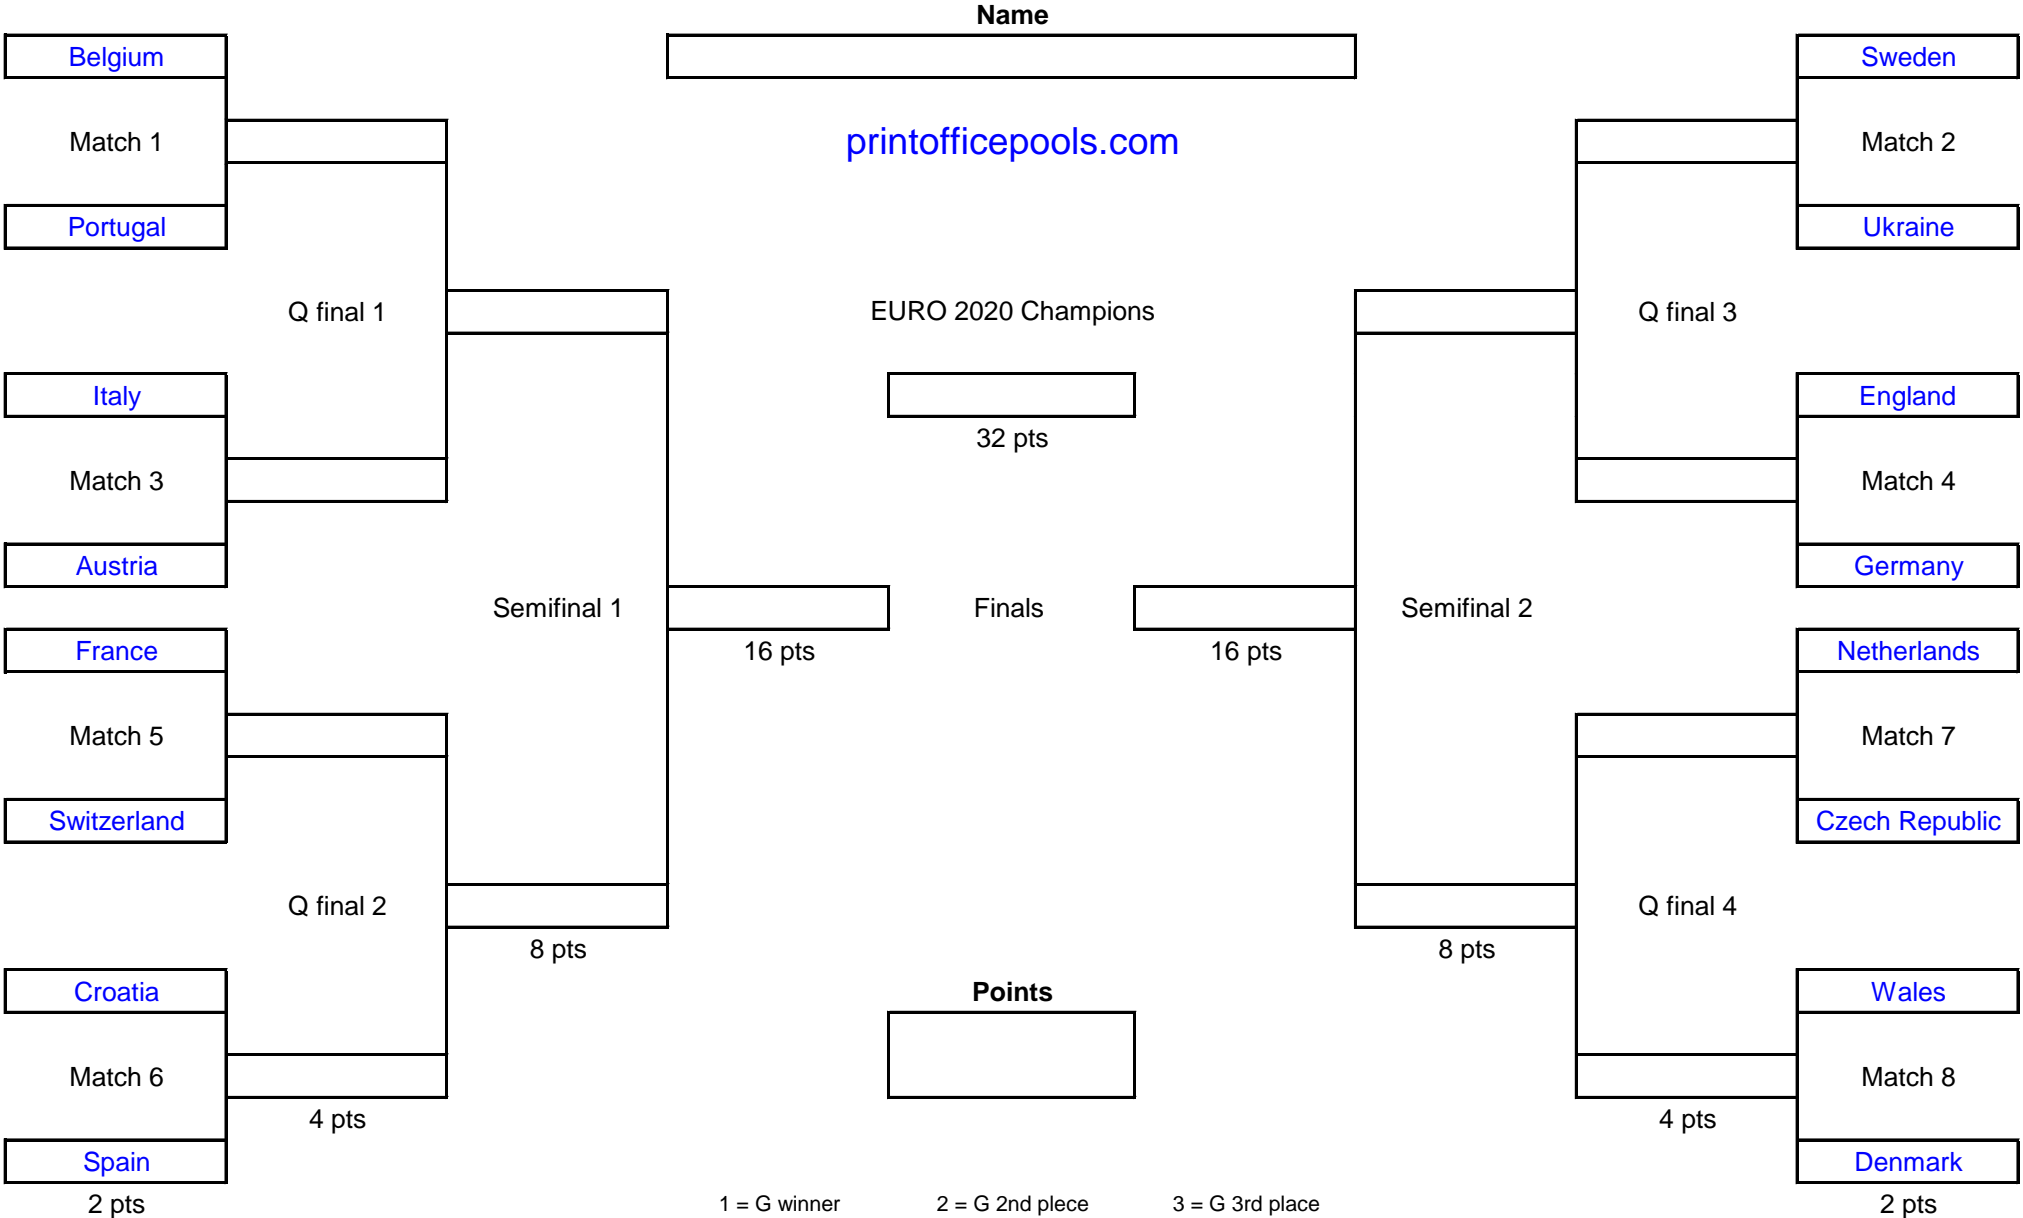 Name
Belgium
Sweden
Match 1
printofficepools.com
Match 2
Portugal
Ukraine
Q final 1
EURO 2020 Champions
Q final 3
Italy
England
32 pts
Match 3
Match 4
Austria
Germany
Semifinal 1
Finals
Semifinal 2
France
16 pts
16 pts
Netherlands
Match 5
Match 7
Switzerland
Czech Republic
Q final 2
Q final 4
8 pts
8 pts
Croatia
Points
Wales
Match 6
Match 8
4 pts
4 pts
Spain
Denmark
2 pts
1 = G winner
2 = G 2nd plece
3 = G 3rd place
2 pts